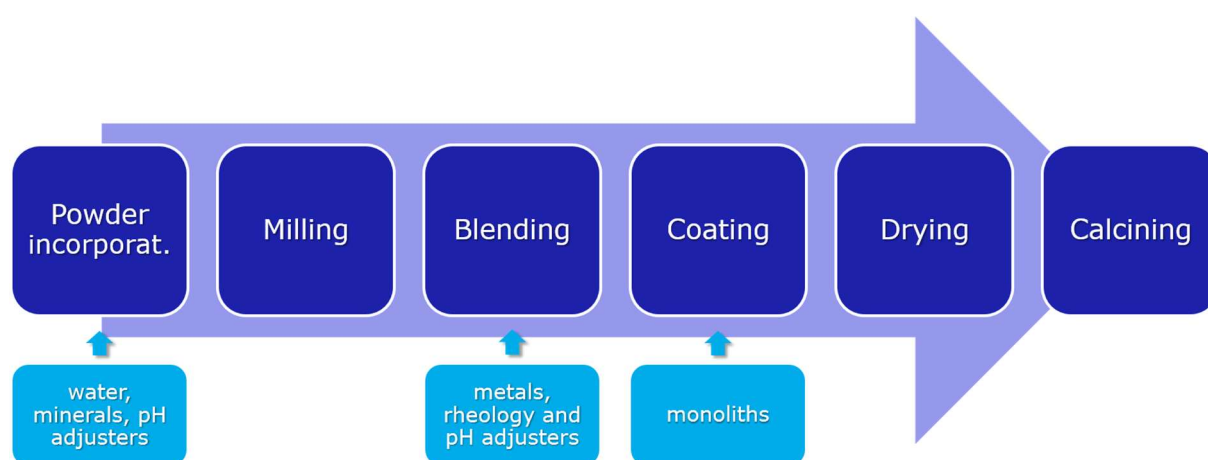 Powder
incorporat.
Milling
Blending
Coating
Drying
Calcining
water,
minerals, pH
adjusters
metals,
rheology and
pH adjusters
monoliths